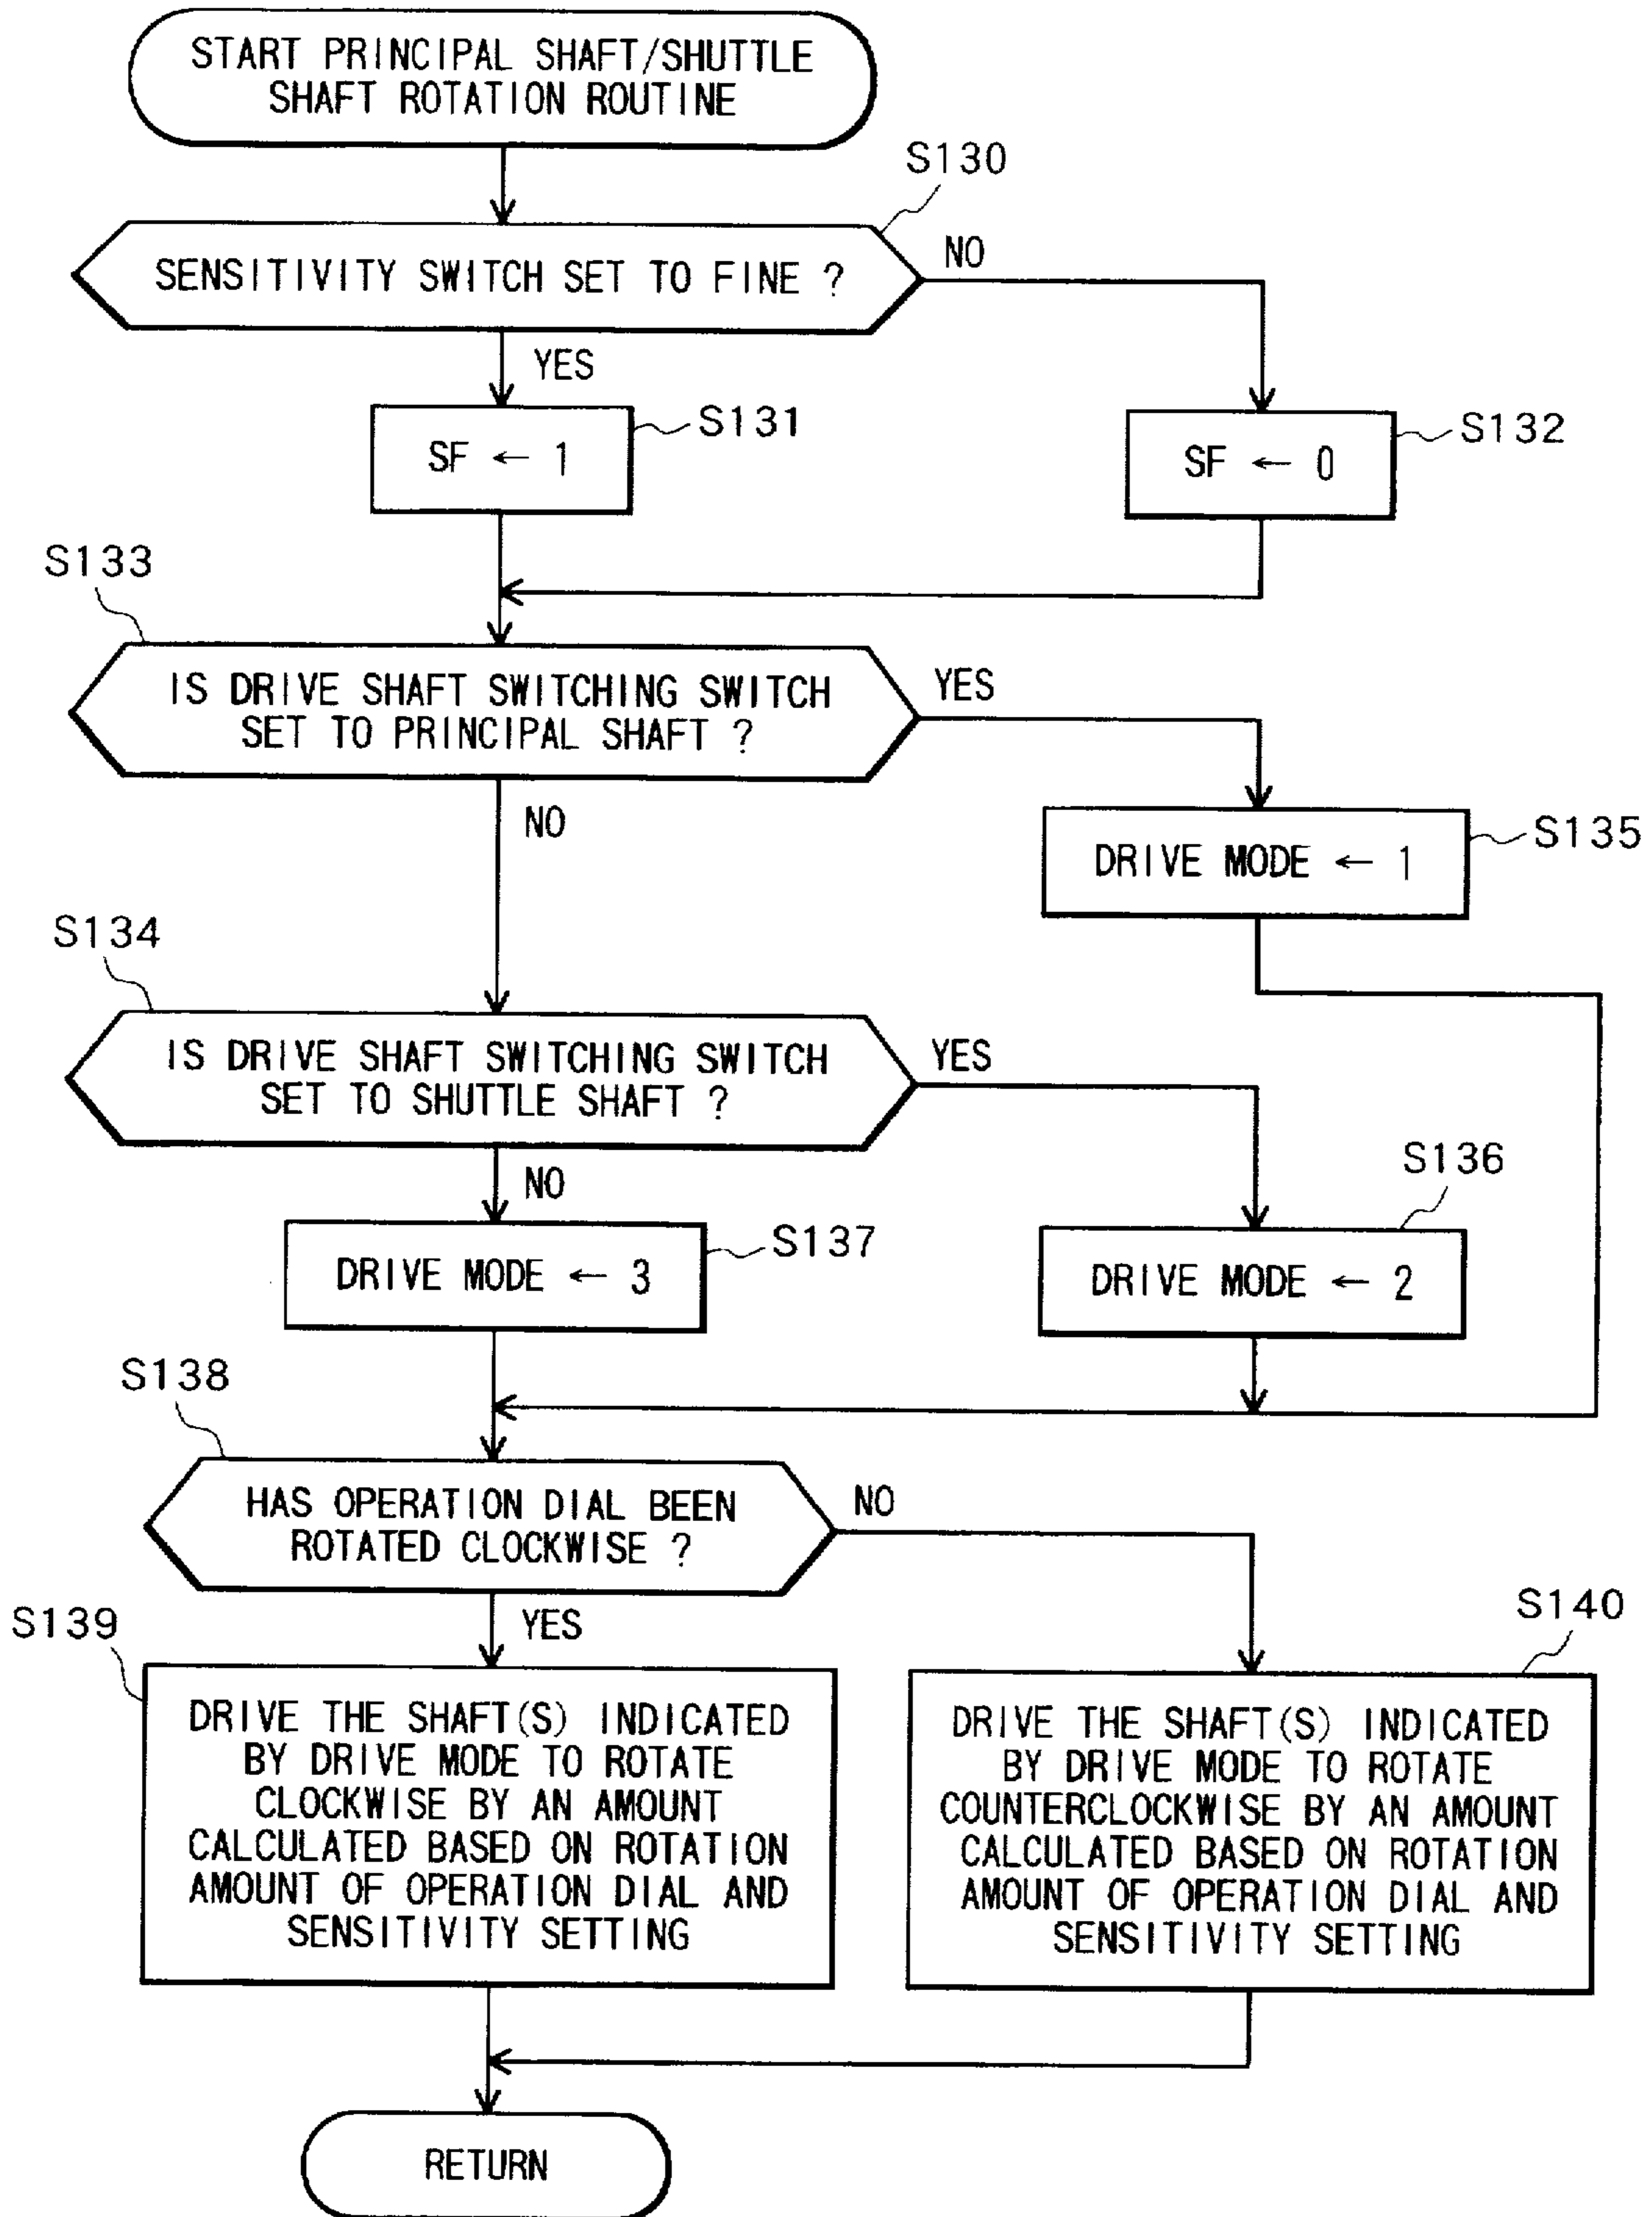 START PRINCIPAL SHAFT/SHUTTLE
SHAFT ROTATION ROUTINE
S130
SENSITIVITY SWITCH SET TO FINE ?
NO
YES
S131
SF ← 1
S132
SF ← 0
S133
IS DRIVE SHAFT SWITCHING SWITCH
SET TO PRINCIPAL SHAFT ?
YES
NO
S135
DRIVE MODE ← 1
S134
IS DRIVE SHAFT SWITCHING SWITCH
SET TO SHUTTLE SHAFT ?
YES
NO
S136
S137
DRIVE MODE ← 3
DRIVE MODE ← 2
S138
HAS OPERATION DIAL BEEN
ROTATED CLOCKWISE ?
NO
YES
S139
DRIVE THE SHAFT(S) INDICATED
BY DRIVE MODE TO ROTATE
CLOCKWISE BY AN AMOUNT
CALCULATED BASED ON ROTATION
AMOUNT OF OPERATION DIAL AND
SENSITIVITY SETTING
S140
DRIVE THE SHAFT(S) INDICATED
BY DRIVE MODE TO ROTATE
COUNTERCLOCKWISE BY AN AMOUNT
CALCULATED BASED ON ROTATION
AMOUNT OF OPERATION DIAL AND
SENSITIVITY SETTING
RETURN